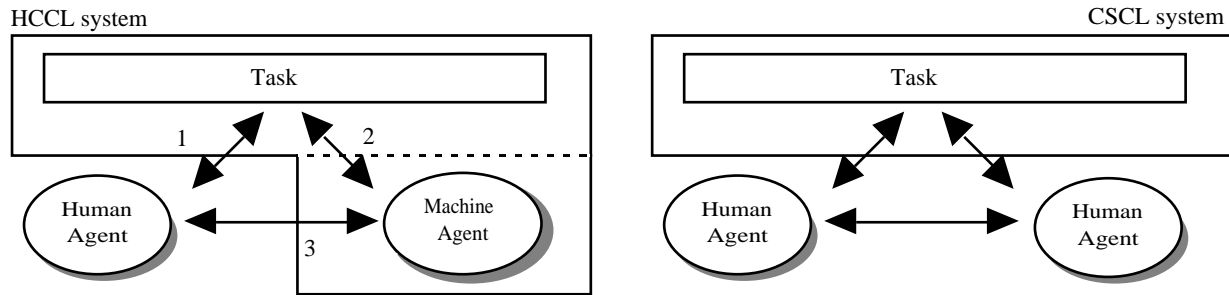 HCCL system
Task
1
2
Human
Agent
Machine
Agent
3
CSCL system
Task
Human
Agent
Human
Agent